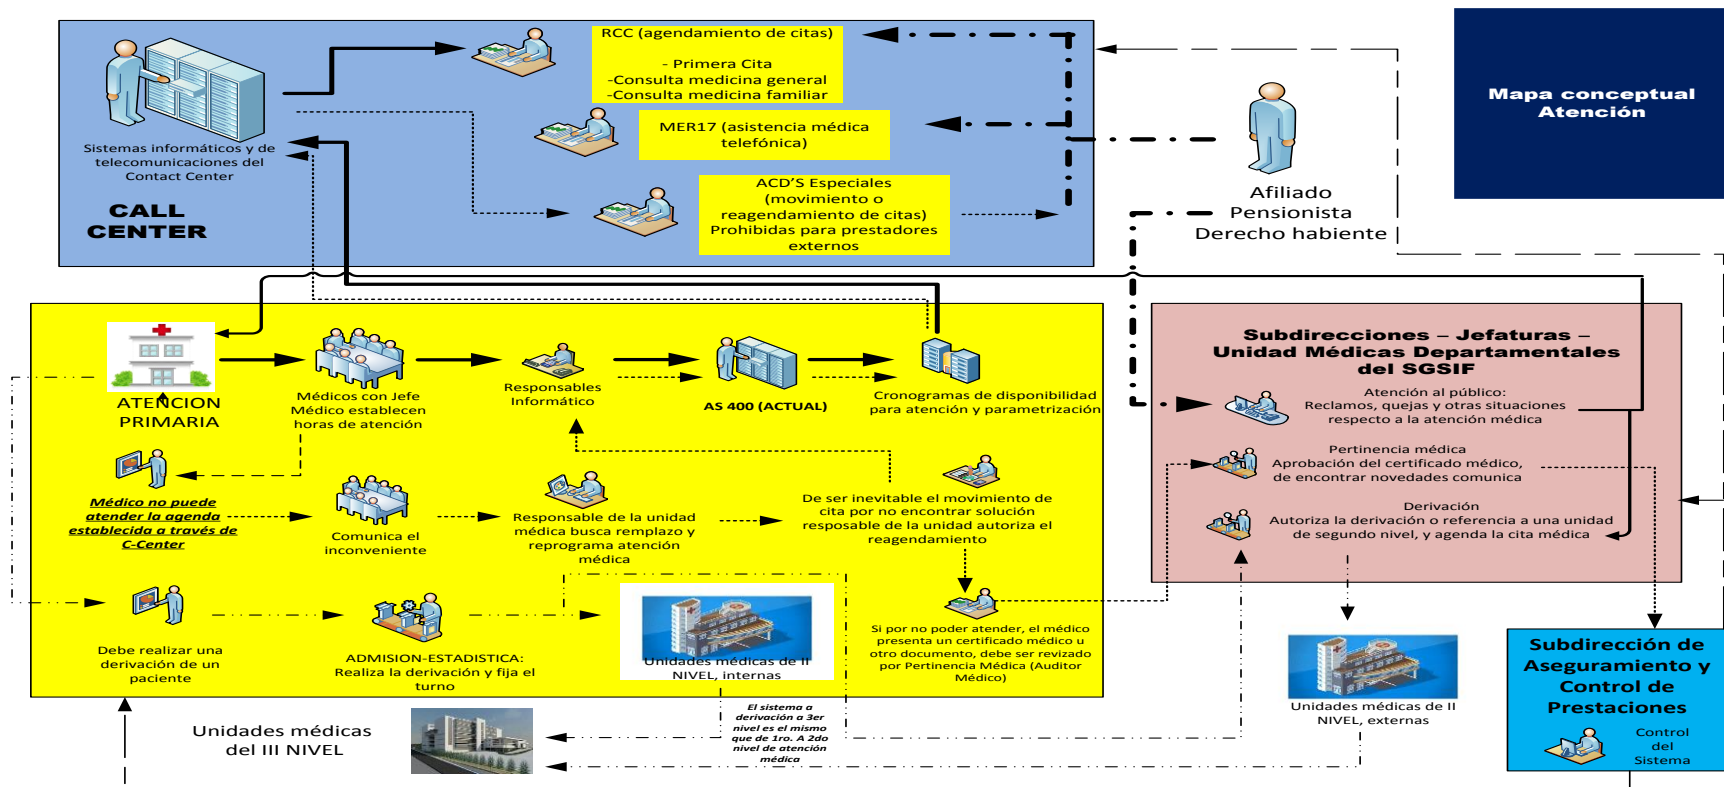 RCC (agendamiento de citas)
- Primera Cita
-Consulta medicina general
-Consulta medicina familiar
MER17 (asistencia médica
telefónica)
ACD'S Especiales
(movimiento o
reagendamiento de citas)
Prohibidas para prestadores
externos
Sistemas informáticos y de
telecomunicaciones del
Contact Center
CALL
CENTER
Afiliado
Pensionista
Derecho habiente
Mapa conceptual
Atención
ATENCION
PRIMARIA
Médicos con Jefe
Médico establecen
horas de atención
Responsables
Informático
AS 400 (ACTUAL)
Cronogramas de disponibilidad
para atención y parametrización
Médico no puede
atender la agenda
establecida a través de
C-Center
Comunica el
inconveniente
Responsable de la unidad
médica busca remplazo y
reprograma atención
médica
De ser inevitable el movimiento de
cita por no encontrar solución
resposable de la unidad autoriza el
reagendamiento
Debe realizar una
derivación de un
paciente
ADMISION-ESTADISTICA:
Realiza la derivación y fija el
turno
Unidades médicas de II
NIVEL, internas
Si por no poder atender, el médico
presenta un certificado médico u
otro documento, debe ser revizado
por Pertinencia Médica (Auditor
Médico)
Subdirecciones – Jefaturas –
Unidad Médicas Departamentales
del SGSIF
Atención al público:
Reclamos, quejas y otras situaciones
respecto a la atención médica
Pertinencia médica
Aprobación del certificado médico,
de encontrar novedades comunica
Derivación
Autoriza la derivación o referencia a una unidad
de segundo nivel, y agenda la cita médica
Unidades médicas
del III NIVEL
El sistema a
derivación a 3er
nivel es el mismo
que de 1ro. A 2do
nivel de atención
médica
Unidades médicas de II
NIVEL, externas
Subdirección de
Aseguramiento y
Control de
Prestaciones
Control
del
Sistema